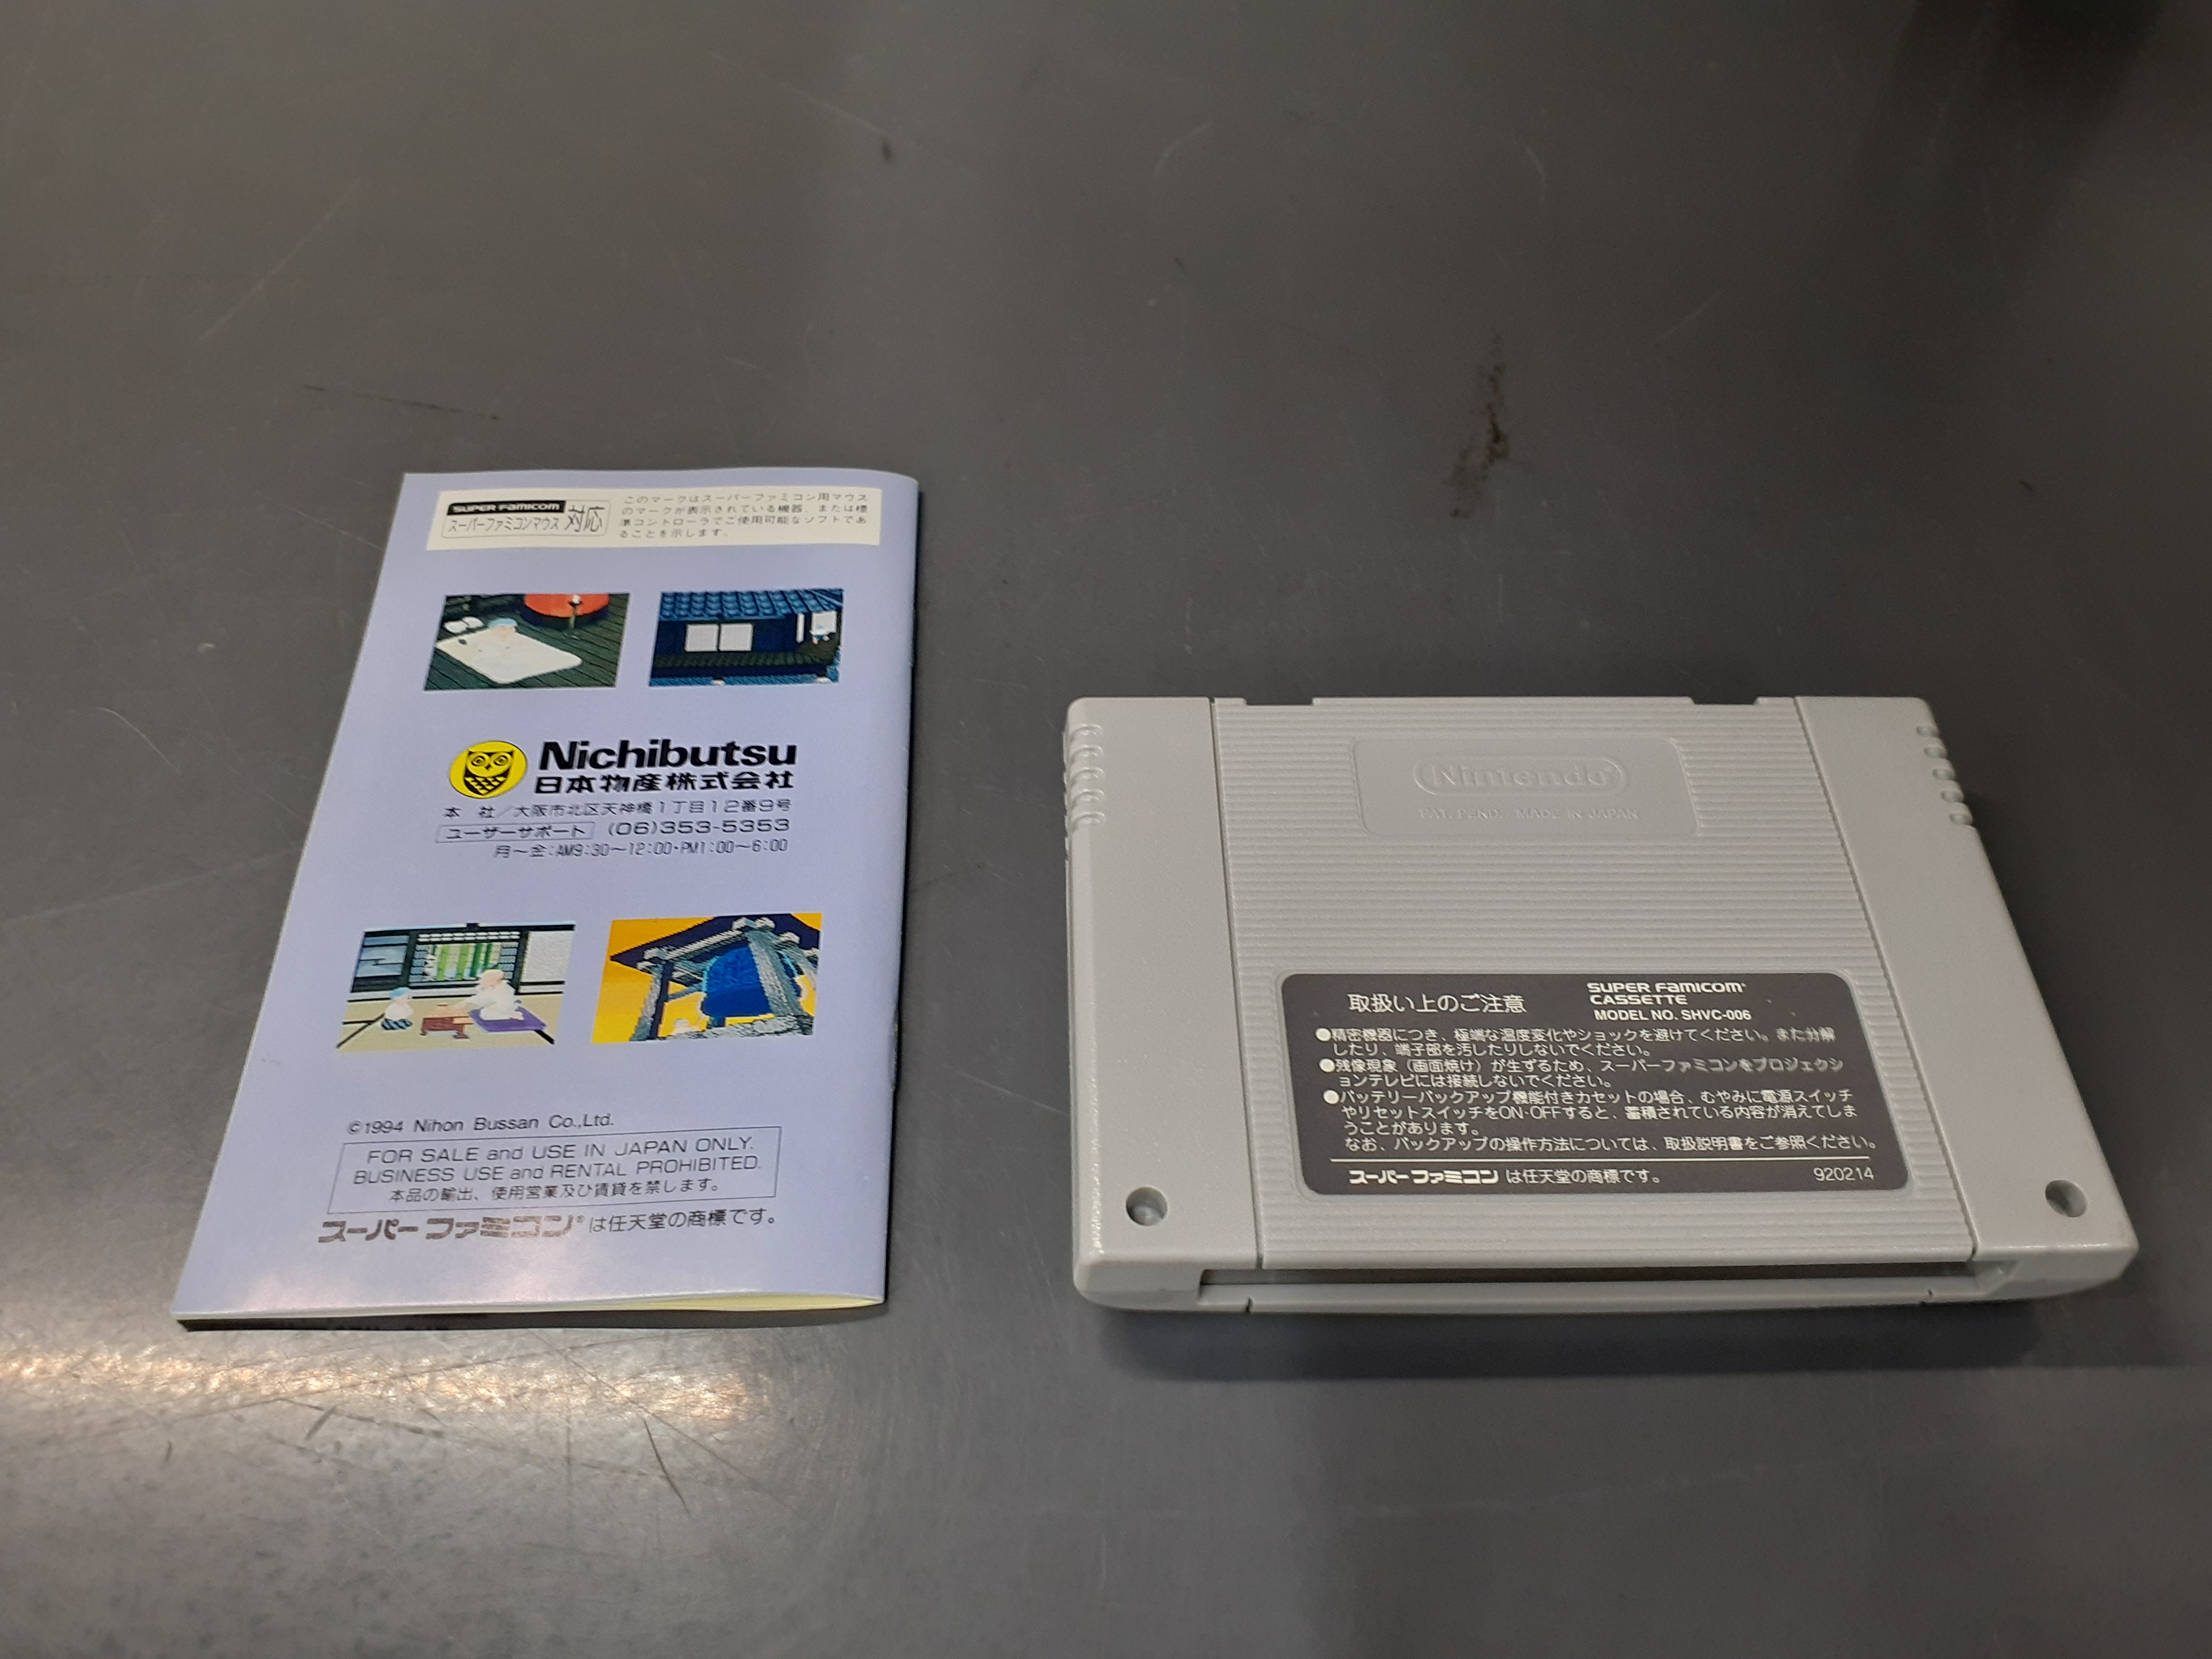 SUPER FAMICOM
スーパーファミコンマウス 対応
このマークはスーパーファミコン用マウス
のマークが表示されている機器、または標
準コントローラでご使用可能なソフトであ
ることを示します。
Nichibutsu
日本物産株式会社
本 社/大阪市北区天神橋1丁目12番9号
ユーザーサポート (06)353-5353
月〜金:AM9:30〜12:00・PM1:00〜6:00
©1994 Nihon Bussan Co.,Ltd.
FOR SALE and USE IN JAPAN ONLY.
BUSINESS USE and RENTAL PROHIBITED.
本品の輸出、使用営業及び賃貸を禁じます。
スーパーファミコン®は任天堂の商標です。
Nintendo®
PAT. PEND. MADE IN JAPAN
取扱い上のご注意
SUPER FAMICOM®
CASSETTE
MODEL NO. SHVC-006
●精密機器につき、極端な温度変化やショックを避けてください。また分解
したり、端子部を汚したりしないでください。
●残像現象(画面焼け)が生ずるため、スーパーファミコンをプロジェクシ
ョンテレビには接続しないでください。
●バッテリーバックアップ機能付きカセットの場合、むやみに電源スイッチ
やリセットスイッチをON・OFFすると、蓄積されている内容が消えてしま
うことがあります。
なお、バックアップの操作方法については、取扱説明書をご参照ください。
スーパーファミコン は任天堂の商標です。
920214